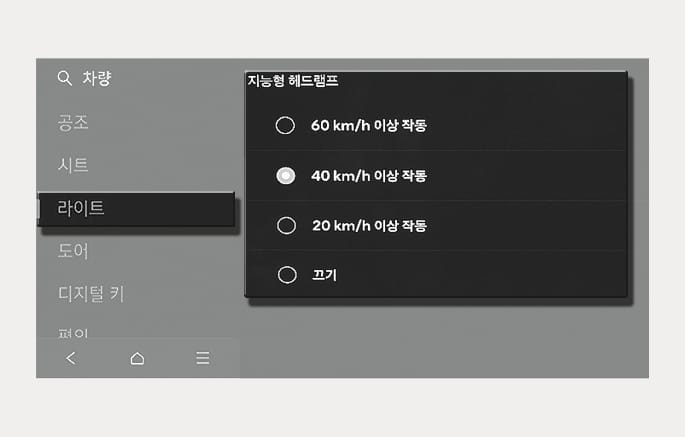 차량
공조
시트
라이트
도어
디지털 키
편의
지능형 헤드램프
60 km/h 이상 작동
40 km/h 이상 작동
20 km/h 이상 작동
끄기